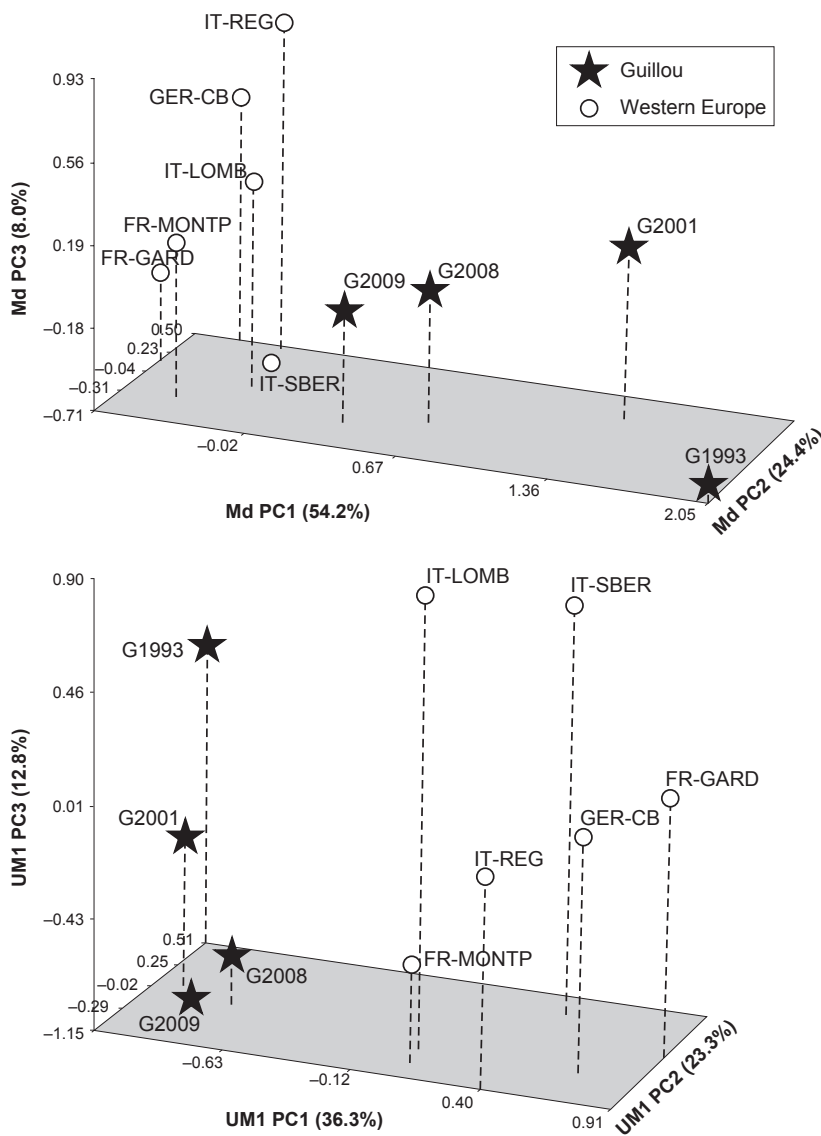 IT-REG
0.93
GER-CB
Guillou
Western Europe
0.56
IT-LOMB
FR-MONTP
G2001
0.19
FR-GARD
G2009
G2008
Md PC3 (8.0%)
–0.18
0.50
0.23
–0.04
–0.31
–0.71
IT-SBER
–0.02
0.67
1.36
2.05
G1993
Md PC1 (54.2%)
Md PC2 (24.4%)
0.90
IT-LOMB
IT-SBER
G1993
0.46
UM1 PC3 (12.8%)
FR-GARD
0.01
G2001
GER-CB
IT-REG
–0.43
0.51
0.25
–0.02
–0.29
–1.15
FR-MONTP
G2008
G2009
–0.63
–0.12
0.40
0.91
UM1 PC1 (36.3%)
UM1 PC2 (23.3%)